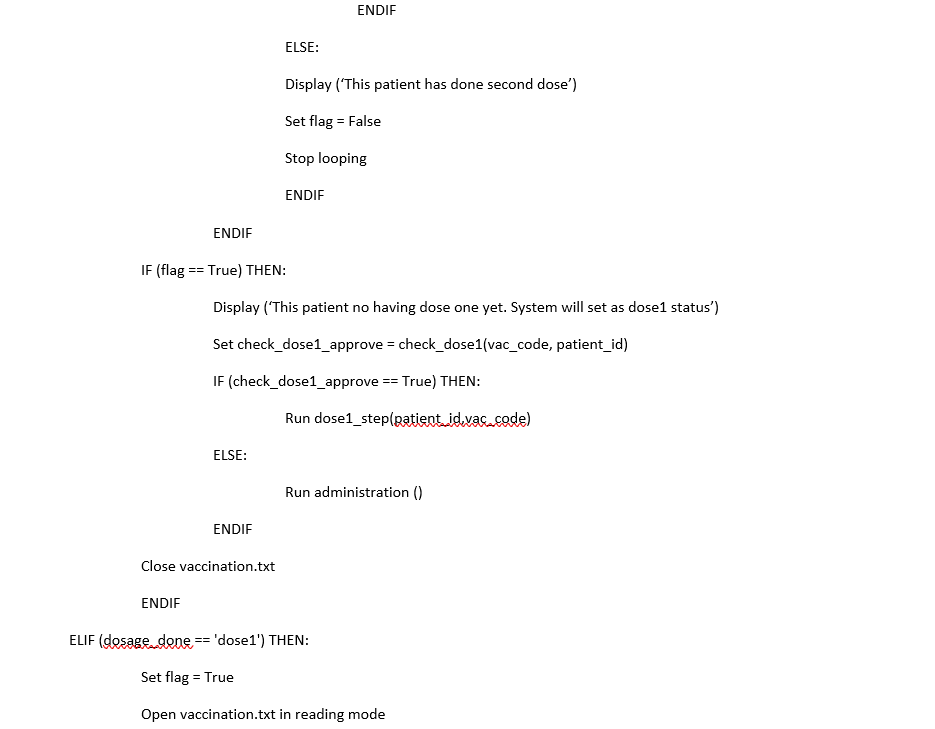 ENDIF
ELSE:
Display (‘This patient has done second dose’)
Set flag = False
Stop looping
ENDIF
ENDIF
IF (flag == True) THEN:
Display (‘This patient no having dose one yet. System will set as dose1 status’)
Set check_dose1_approve = check_dose1(vac_code, patient_id)
IF (check_dose1_approve == True) THEN:
Run dose1_step(patient_id,vac_code)
ELSE:
Run administration ()
ENDIF
Close vaccination.txt
ENDIF
ELIF (dosage_done == 'dose1') THEN:
Set flag = True
Open vaccination.txt in reading mode